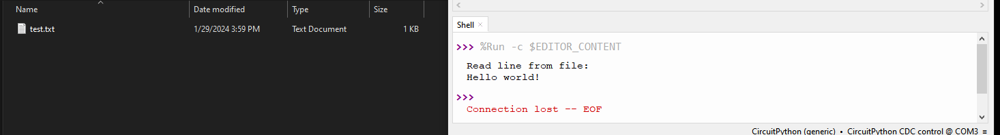 Name Date modified Type Size
test.txt 1/29/2024 3:59 PM Text Document 1 KB
Shell ×
>>> %Run -c $EDITOR_CONTENT
Read line from file:
Hello world!
>>>
Connection lost -- EOF
CircuitPython (generic) • CircuitPython CDC control @ COM3 ≡